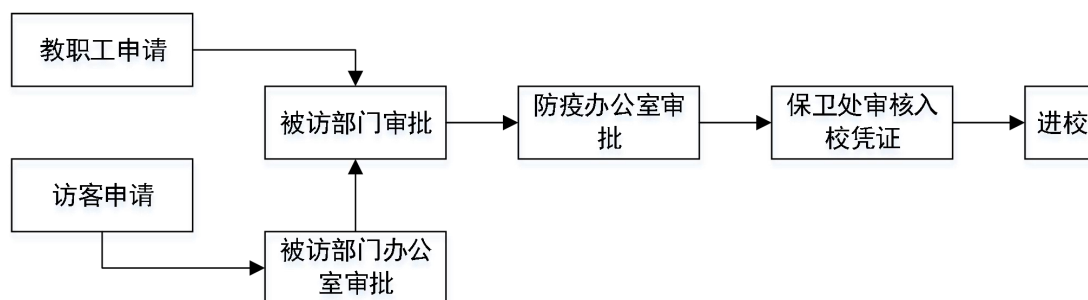 教职工申请
被访部门审批
防疫办公室审
批
保卫处审核入
校凭证
进校
访客申请
被访部门办公
室审批